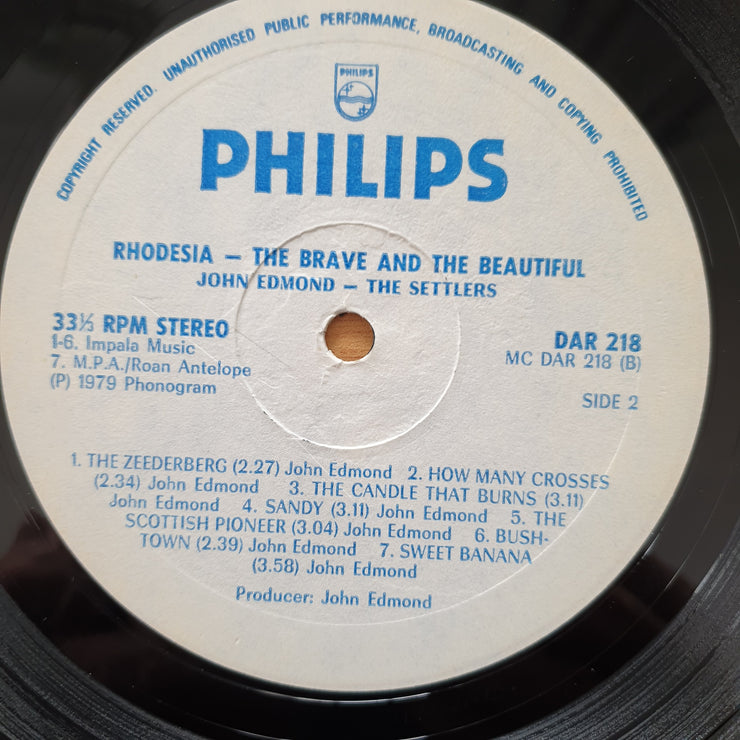 COPYRIGHT RESERVED. UNAUTHORISED PUBLIC PERFORMANCE, BROADCASTING AND COPYING PROHIBITED
PHILIPS
PHILIPS
RHODESIA – THE BRAVE AND THE BEAUTIFUL
JOHN EDMOND – THE SETTLERS
33⅓ RPM STEREO
1-6. Impala Music
7. M.P.A./Roan Antelope
(P) 1979 Phonogram
DAR 218
MC DAR 218 (B)
SIDE 2
1. THE ZEEDERBERG (2.27) John Edmond 2. HOW MANY CROSSES
(2.34) John Edmond 3. THE CANDLE THAT BURNS (3.11)
John Edmond 4. SANDY (3.11) John Edmond 5. THE
SCOTTISH PIONEER (3.04) John Edmond 6. BUSH-
TOWN (2.39) John Edmond 7. SWEET BANANA
(3.58) John Edmond
Producer: John Edmond